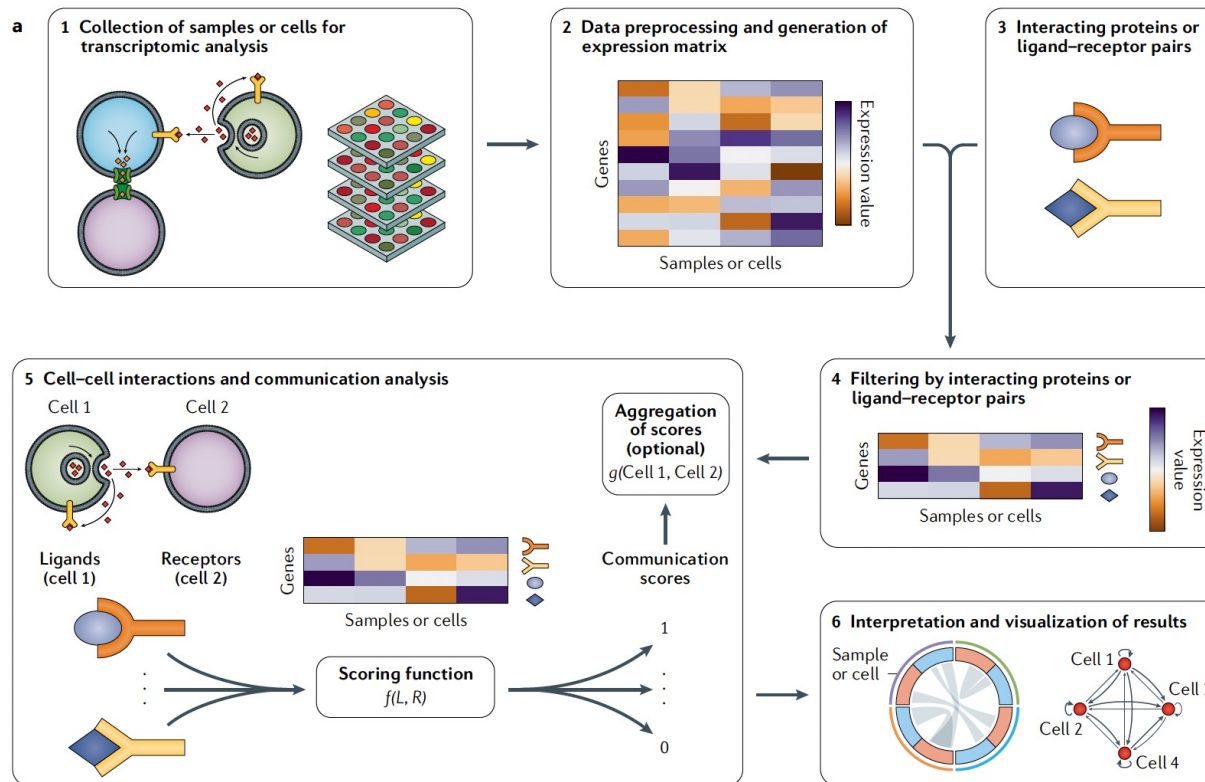 a
1 Collection of samples or cells for
transcriptomic analysis
2 Data preprocessing and generation of
expression matrix
Genes
Samples or cells
Expression value
3 Interacting proteins or
ligand–receptor pairs
4 Filtering by interacting proteins or
ligand–receptor pairs
Genes
Samples or cells
Expression
value
5 Cell–cell interactions and communication analysis
Cell 1
Cell 2
Ligands
(cell 1)
Receptors
(cell 2)
Genes
Samples or cells
Aggregation
of scores
(optional)
g(Cell 1, Cell 2)
Communication
scores
Scoring function
f(L, R)
1
0
6 Interpretation and visualization of results
Sample
or cell
Cell 1
Cell 2
Cell
Cell 4